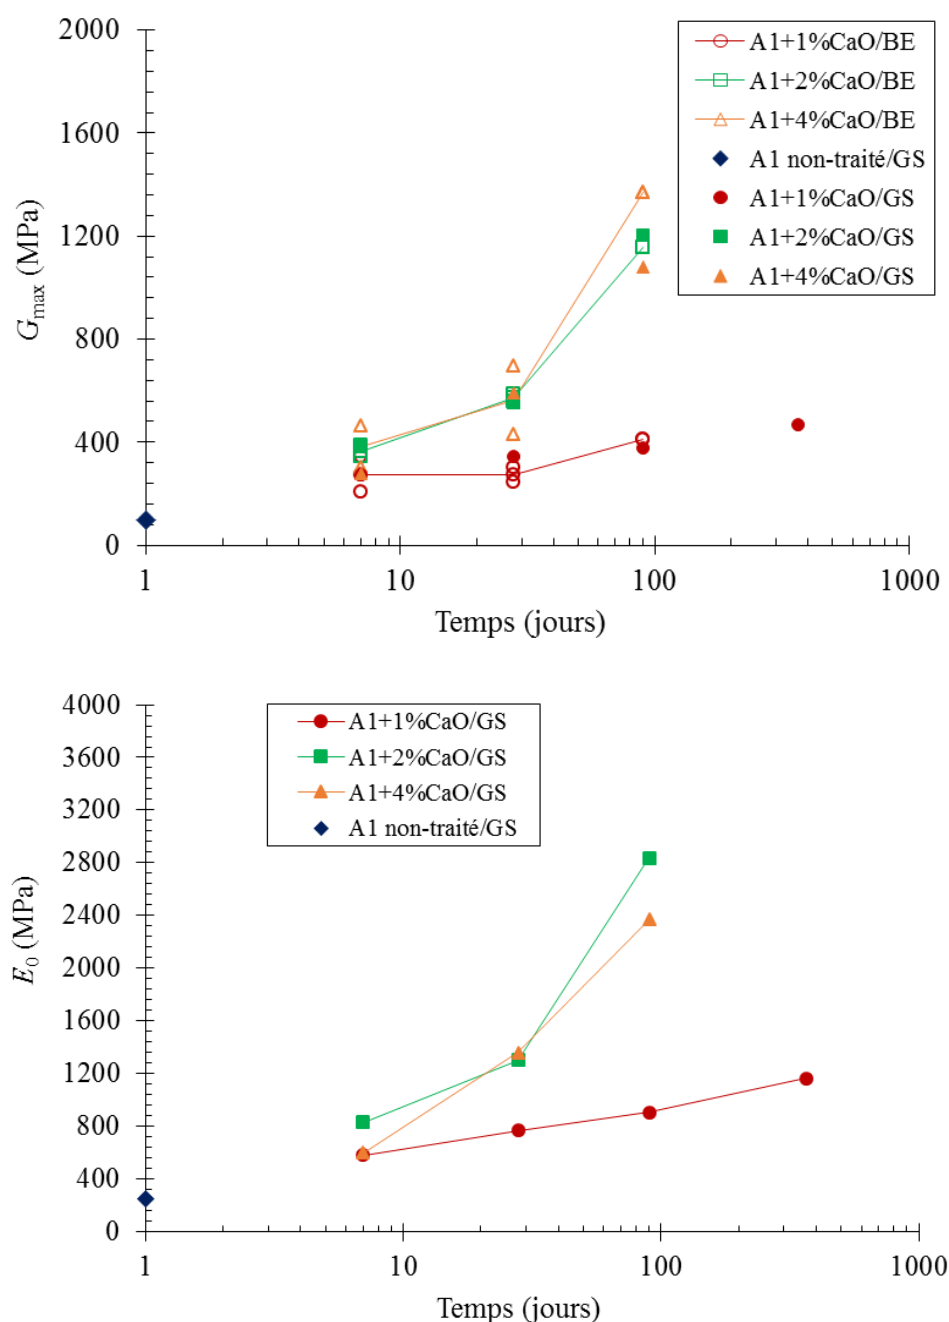 2000
1600
1200
800
400
0
G_max (MPa)
A1+1%CaO/BE
A1+2%CaO/BE
A1+4%CaO/BE
A1 non-traité/GS
A1+1%CaO/GS
A1+2%CaO/GS
A1+4%CaO/GS
1 10 100 1000
Temps (jours)
4000
3600
3200
2800
2400
2000
1600
1200
800
400
0
E_0 (MPa)
A1+1%CaO/GS
A1+2%CaO/GS
A1+4%CaO/GS
A1 non-traité/GS
1 10 100 1000
Temps (jours)